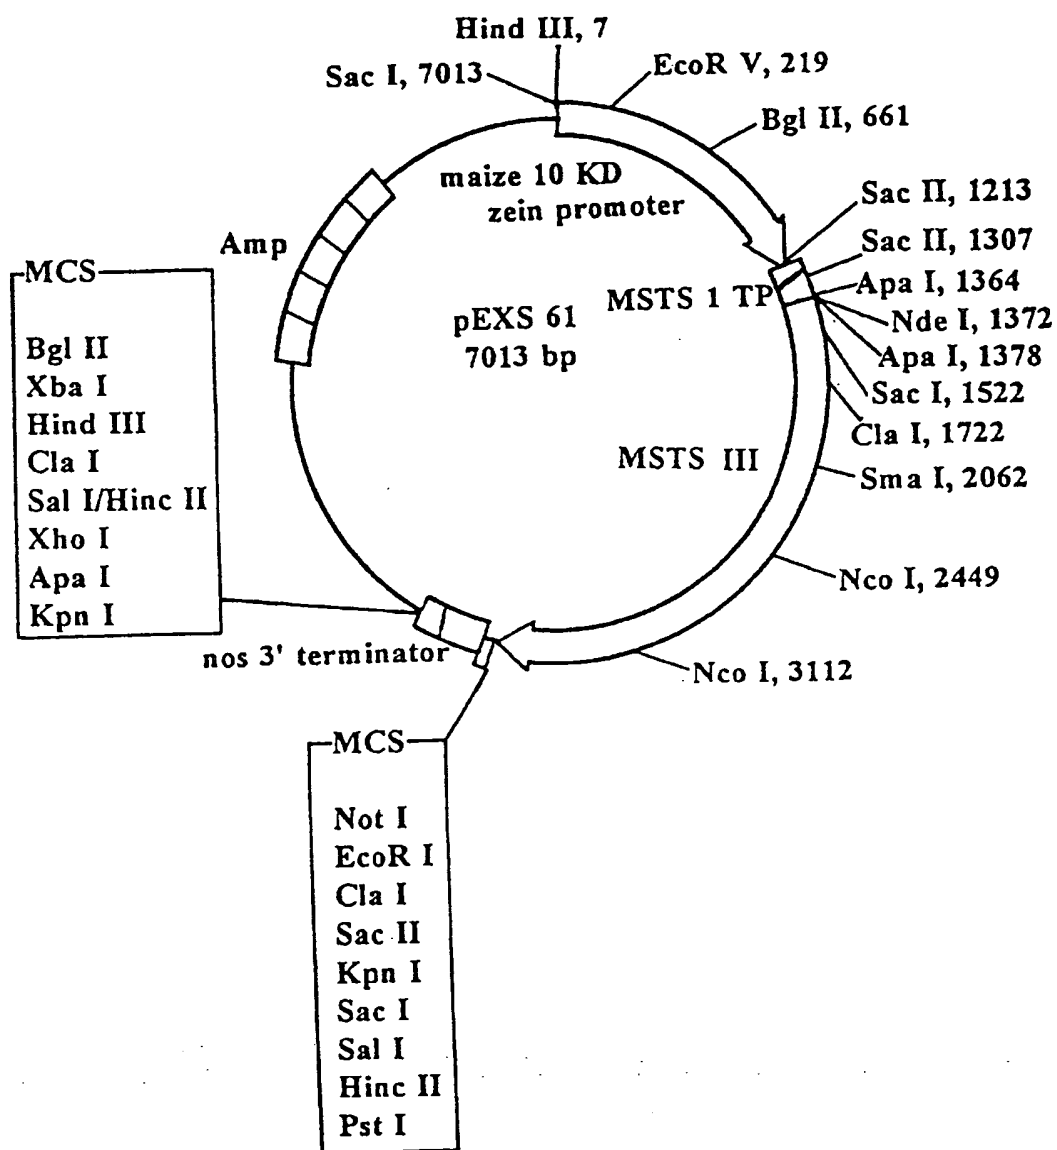 Hind III, 7
Sac I, 7013
EcoR V, 219
Bgl II, 661
maize 10 KD
zein promoter
Sac II, 1213
Sac II, 1307
Apa I, 1364
Nde I, 1372
Apa I, 1378
Sac I, 1522
Cla I, 1722
Sma I, 2062
Nco I, 2449
Nco I, 3112
Amp
MSTS 1 TP
pEXS 61
7013 bp
MSTS III
nos 3' terminator
MCS
Bgl II
Xba I
Hind III
Cla I
Sal I/Hinc II
Xho I
Apa I
Kpn I
MCS
Not I
EcoR I
Cla I
Sac II
Kpn I
Sac I
Sal I
Hinc II
Pst I